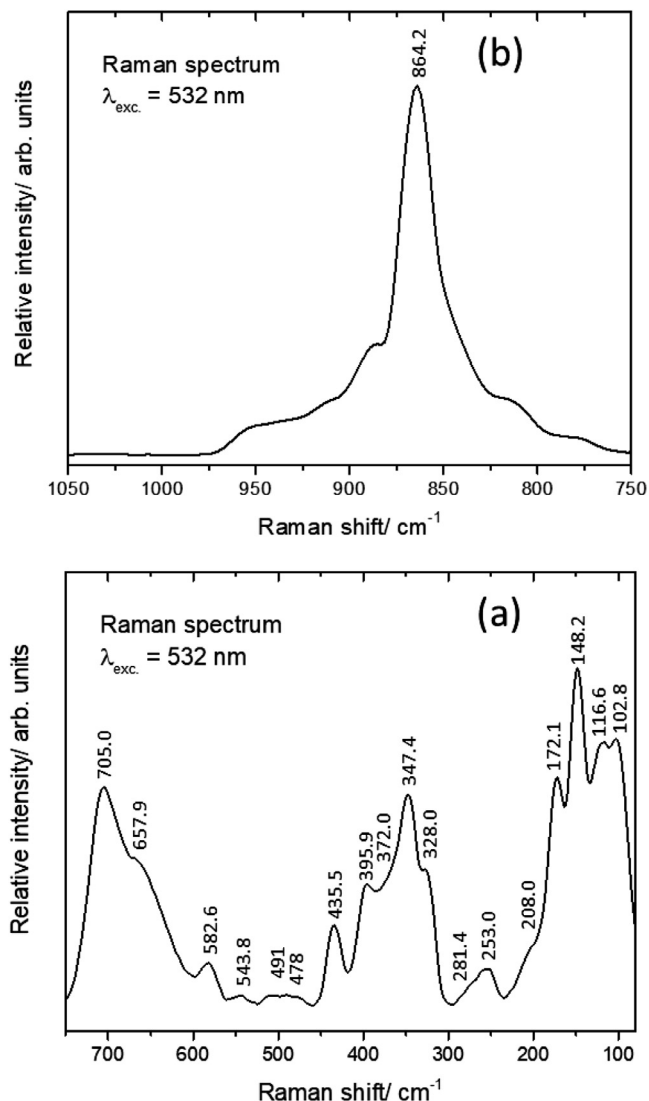 Raman spectrum
λexc. = 532 nm
864.2
(b)
Relative intensity/ arb. units
1050 1000 950 900 850 800 750
Raman shift/ cm-1
Raman spectrum
λexc. = 532 nm
(a)
Relative intensity/ arb. units
705.0
657.9
582.6
543.8
491
478
435.5
395.9
372.0
347.4
328.0
281.4
253.0
208.0
172.1
148.2
116.6
102.8
700 600 500 400 300 200 100
Raman shift/ cm-1